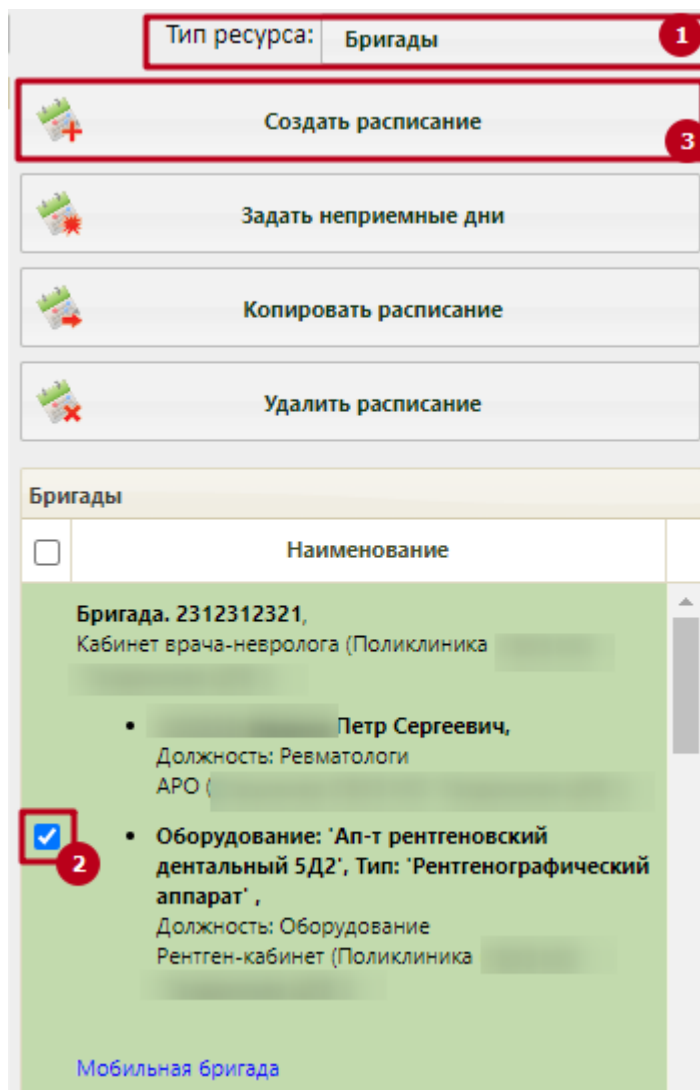 Тип ресурса: Бригады 1
Создать расписание
3
Задать неприемные дни
Копировать расписание
Удалить расписание
Бригады
Наименование
Бригада. 2312312321,
Кабинет врача-невролога (Поликлиника
• Петр Сергеевич,
Должность: Ревматологи
АРО (
• Оборудование: 'Ап-т рентгеновский
2
дентальный 5Д2', Тип: 'Рентгенографический
аппарат' ,
Должность: Оборудование
Рентген-кабинет (Поликлиника
Мобильная бригада